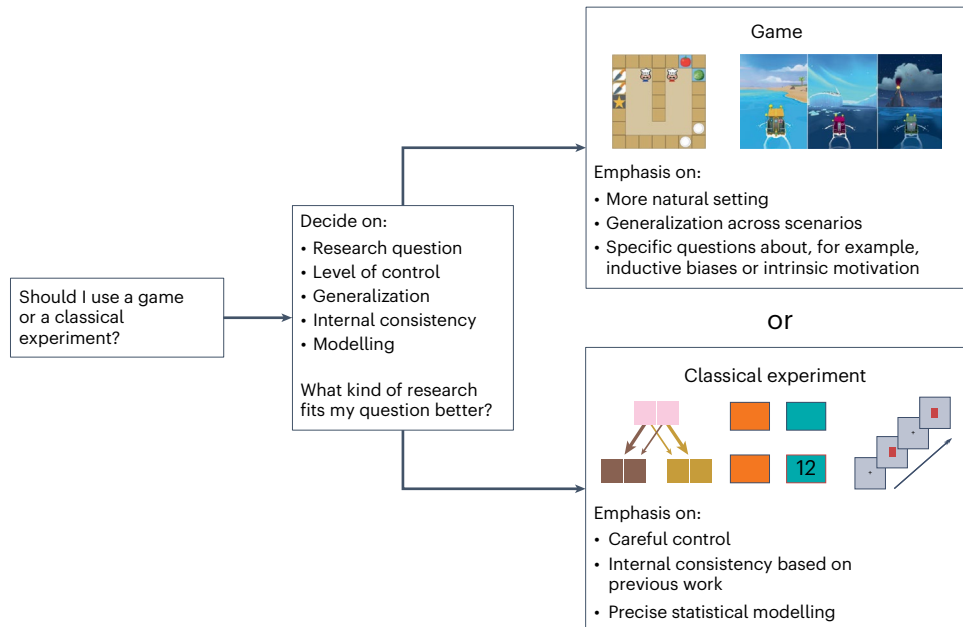 Should I use a game
or a classical
experiment?
Decide on:
• Research question
• Level of control
• Generalization
• Internal consistency
• Modelling
What kind of research
fits my question better?
Game
Emphasis on:
• More natural setting
• Generalization across scenarios
• Specific questions about, for example,
inductive biases or intrinsic motivation
or
Classical experiment
12
Emphasis on:
• Careful control
• Internal consistency based on
previous work
• Precise statistical modelling